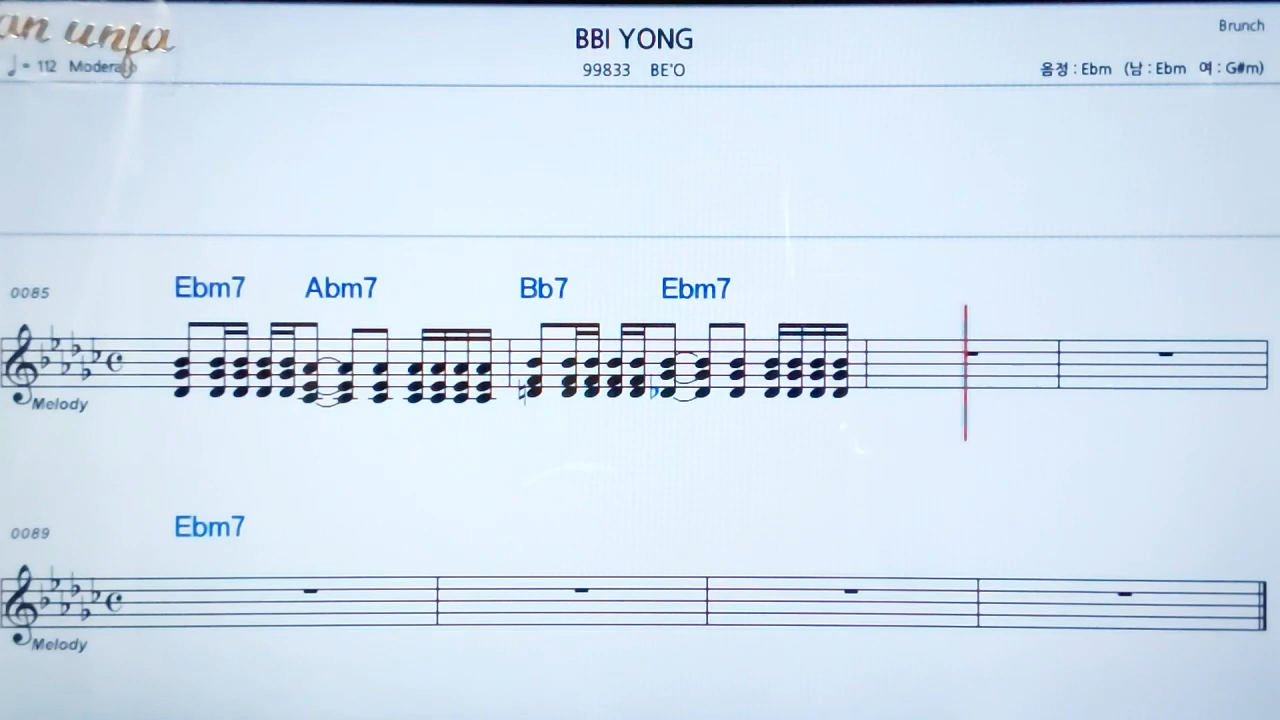 BBI YONG
Brunch
♩= 112 Modera
99833 BE'O
음정 : Ebm (남 : Ebm 여 : G#m)
0085
Ebm7 Abm7 Bb7 Ebm7
Melody
0089
Ebm7
Melody